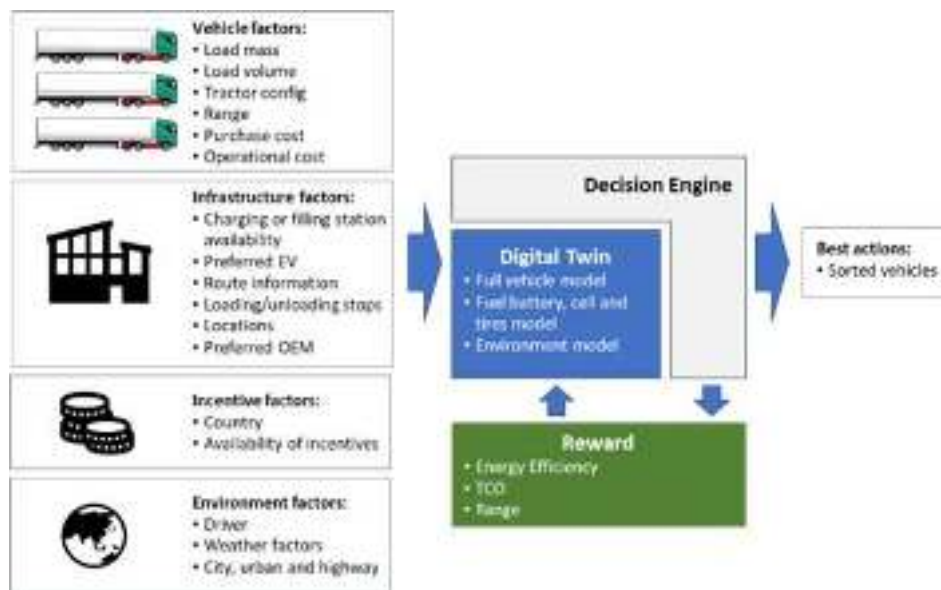 Vehicle factors:
• Load mass
• Load volume
• Tractor config
• Range
• Purchase cost
• Operational cost
Infrastructure factors:
• Charging or filling station
availability
• Preferred EV
• Route information
• Loading/unloading stops
• Locations
• Preferred OEM
Incentive factors:
• Country
• Availability of incentives
Environment factors:
• Driver
• Weather factors
• City, urban and highway
Decision Engine
Digital Twin
• Full vehicle model
• Fuel battery, cell and
tires model
• Environment model
Reward
• Energy Efficiency
• TCO
• Range
Best actions:
• Sorted vehicles